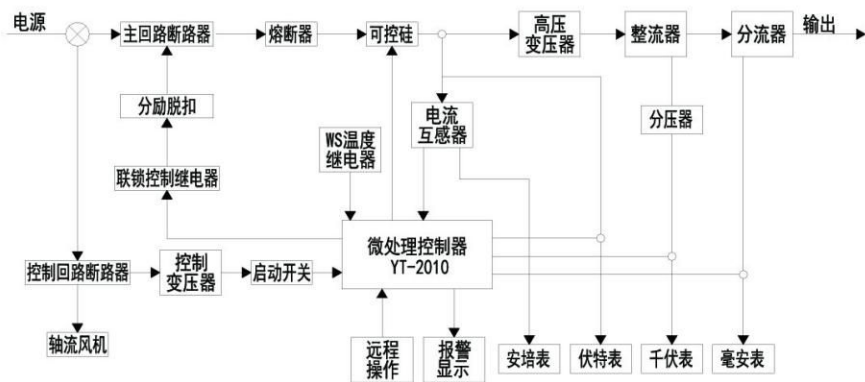 电源
主回路断路器
熔断器
可控硅
高压
变压器
整流器
分流器
输出
分励脱扣
电流
互感器
分压器
WS温度
继电器
联锁控制继电器
微处理控制器
YT-2010
控制回路断路器
控制
变压器
启动开关
轴流风机
远程
操作
报警
显示
安培表
伏特表
千伏表
毫安表